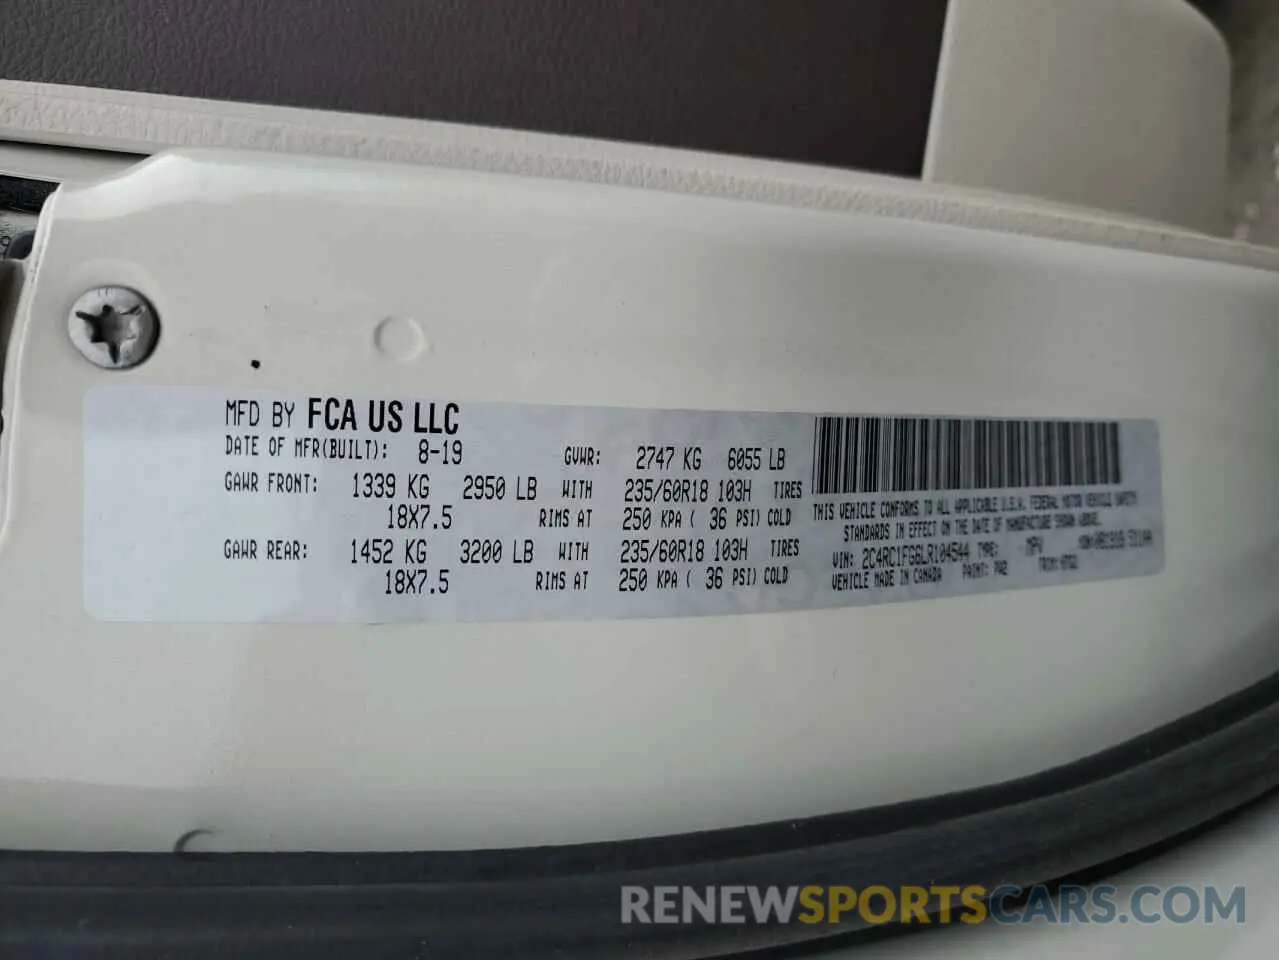 MFD BY FCA US LLC
DATE OF MFR(BUILT): 8-19 GVWR: 2747 KG 6055 LB
GAWR FRONT: 1339 KG 2950 LB WITH 235/60R18 103H TIRES
18X7.5 RIMS AT 250 KPA ( 36 PSI) COLD
GAWR REAR: 1452 KG 3200 LB WITH 235/60R18 103H TIRES
18X7.5 RIMS AT 250 KPA ( 36 PSI) COLD
THIS VEHICLE CONFORMS TO ALL APPLICABLE U.S.A. FEDERAL MOTOR VEHICLE SAFETY
STANDARDS IN EFFECT ON THE DATE OF MANUFACTURE SHOWN ABOVE.
VIN: 2C4RC1FG6LR104544 TYPE: MPV
VEHICLE MADE IN CANADA PAINT: PW2 TRIM:
RENEWSPORTSCARS.COM